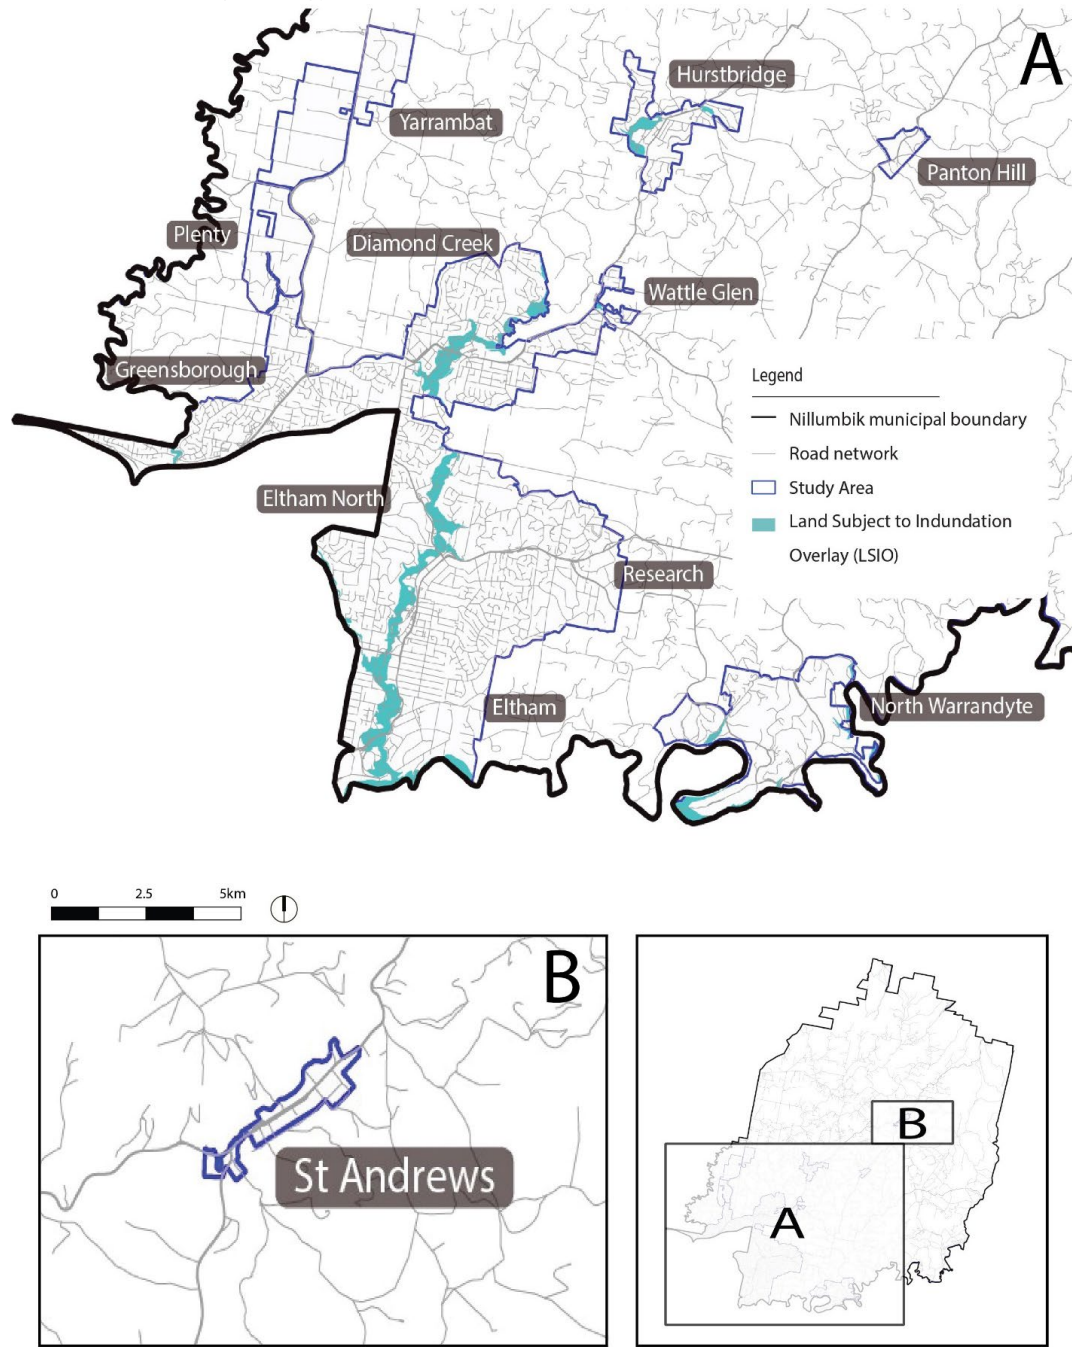 A
Hurstbridge
Yarrambat
Panton Hill
Plenty
Diamond Creek
Wattle Glen
Greensborough
Legend
Nillumbik municipal boundary
Road network
Study Area
Land Subject to Indundation
Overlay (LSIO)
Eltham North
Research
Eltham
North Warrandyte
0 2.5 5km
B
St Andrews
B
A